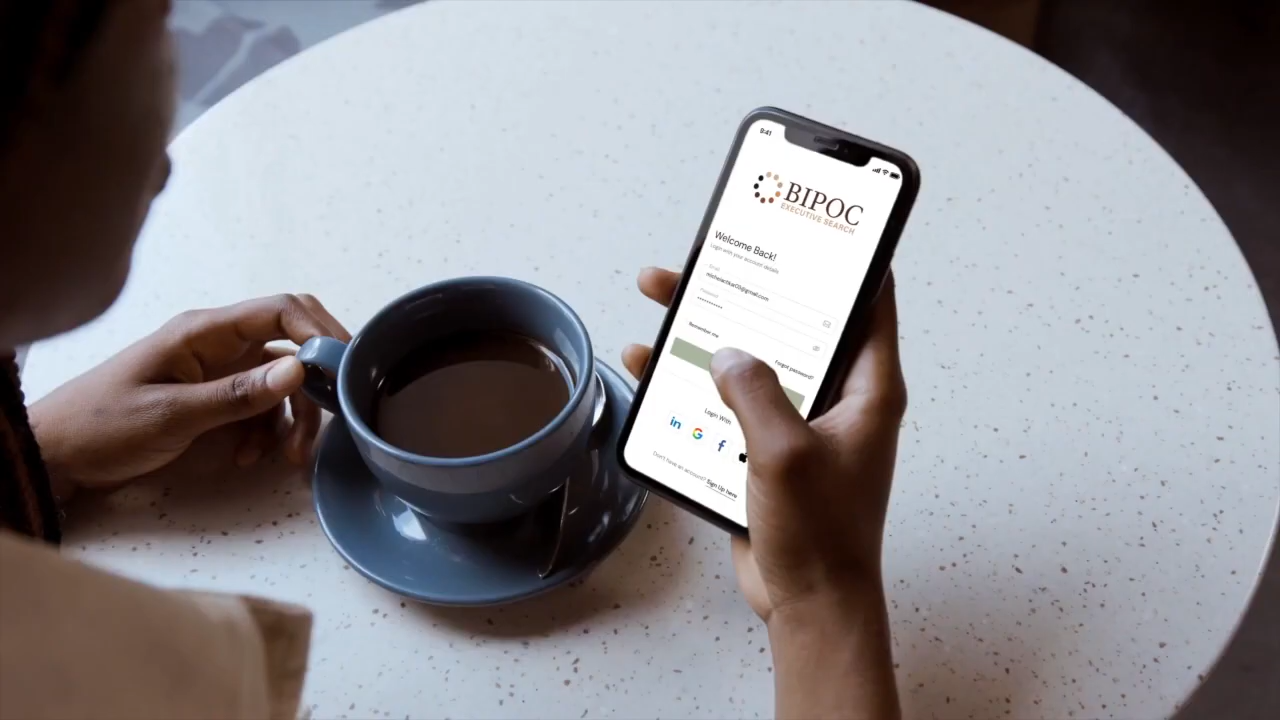 9:41
BIPOC
EXECUTIVE SEARCH
Welcome Back!
Login with your account details
Email
Password
•••••••••••
Remember me
Forgot password?
Login With
in
G
f
Don't have an account? Sign Up here